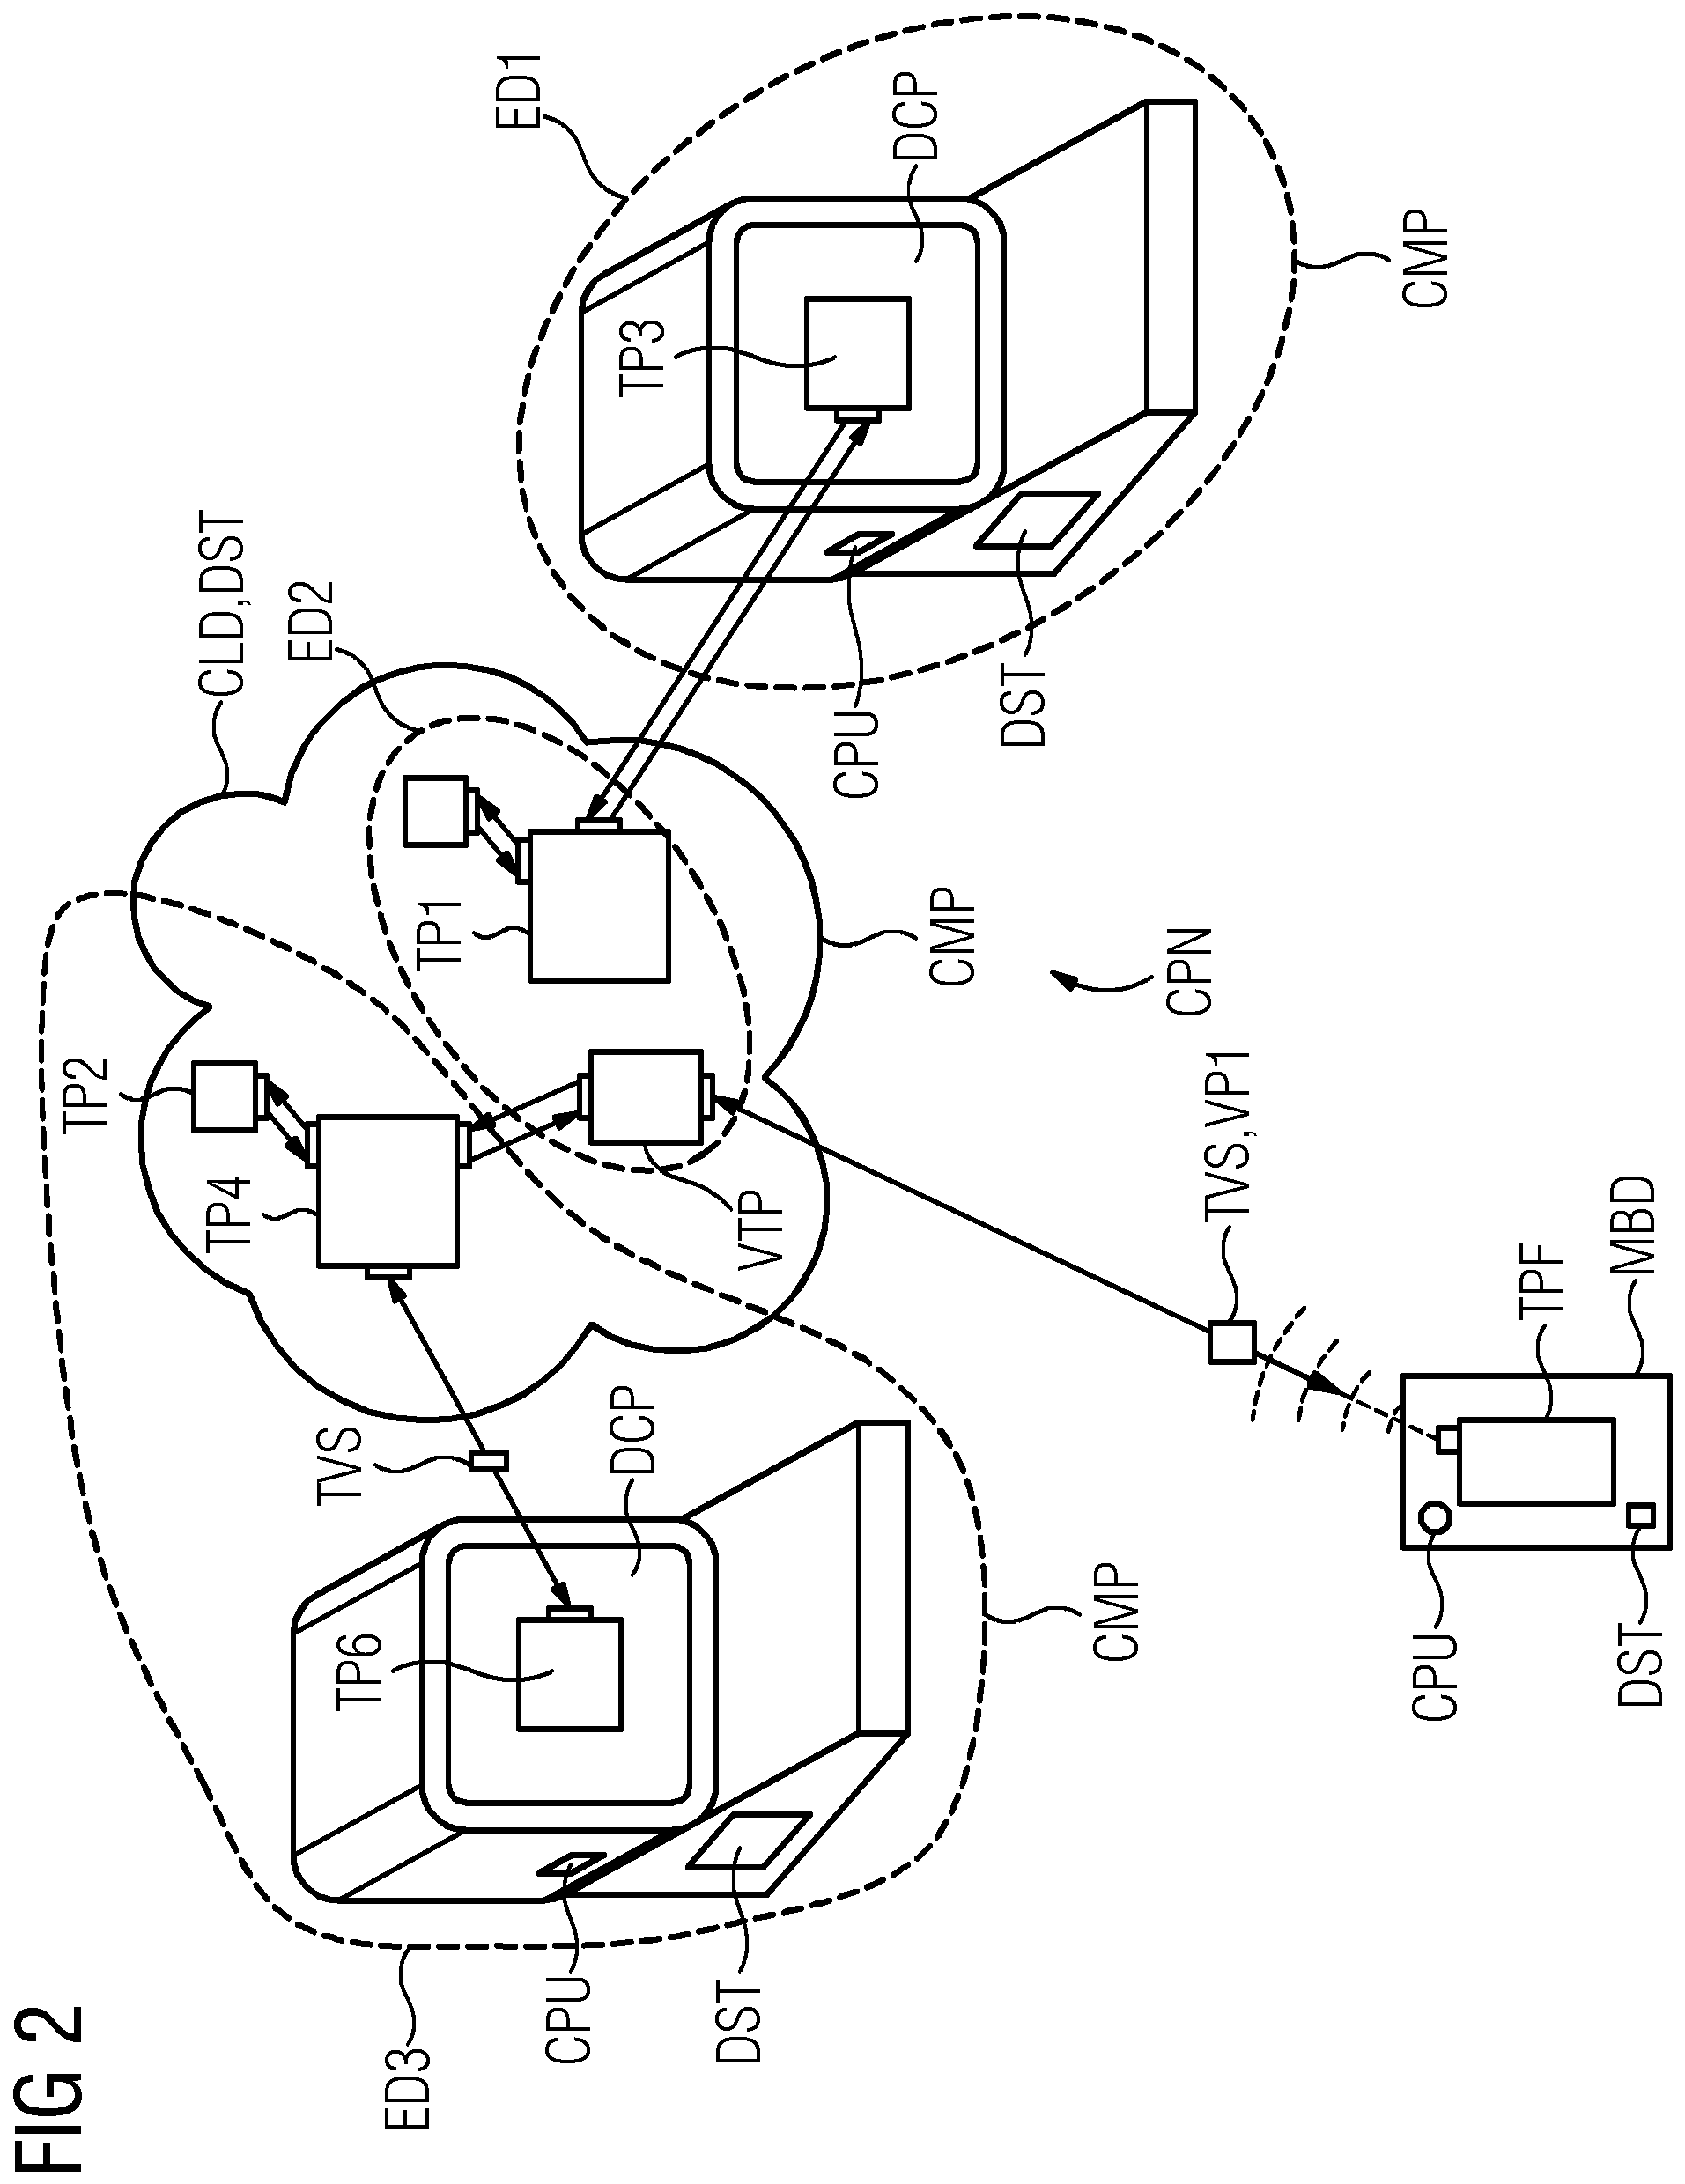 FIG 2
ED3
CPU
DST
TP6
DCP
TVS
CMP
TP4
TP2
VTP
TP1
CLD,DST
ED2
CMP
CPN
CPU
DST
TP3
DCP
ED1
CMP
TVS,VP1
TPF
MBD
CPU
DST